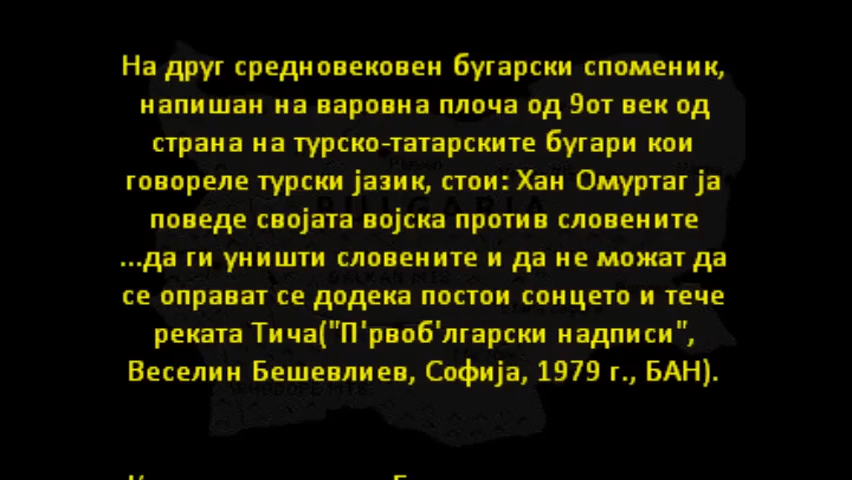 На друг средновековен бугарски споменик,
напишан на варовна плоча од 9от век од
страна на турско-татарските бугари кои
говореле турски јазик, стои: Хан Омуртаг ја
поведе својата војска против словените
...да ги уништи словените и да не можат да
се оправат се додека постои сонцето и тече
реката Тича("П'рвоб'лгарски надписи",
Веселин Бешевлиев, Софија, 1979 г., БАН).
BULGARIA